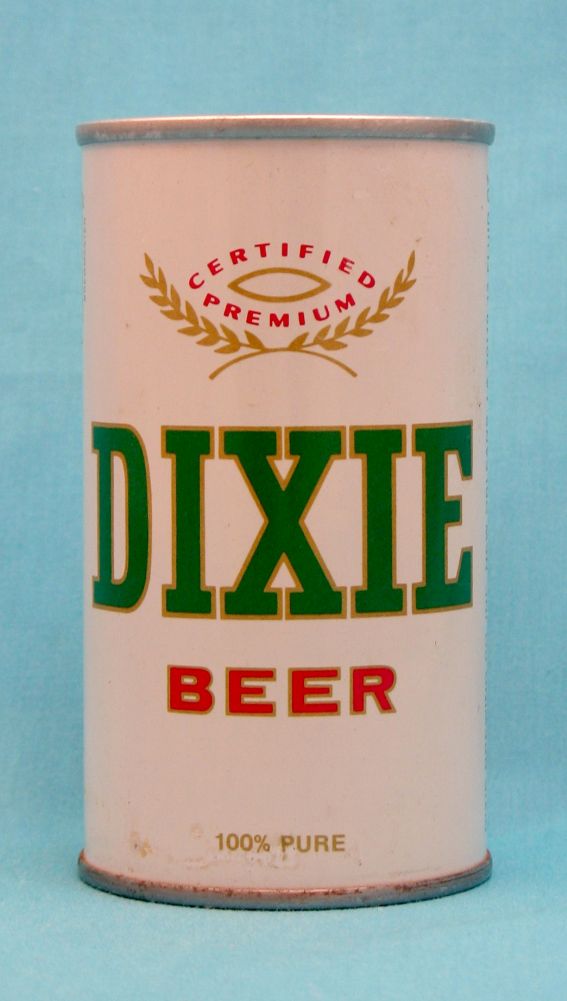 CERTIFIED
PREMIUM
DIXIE
BEER
100% PURE